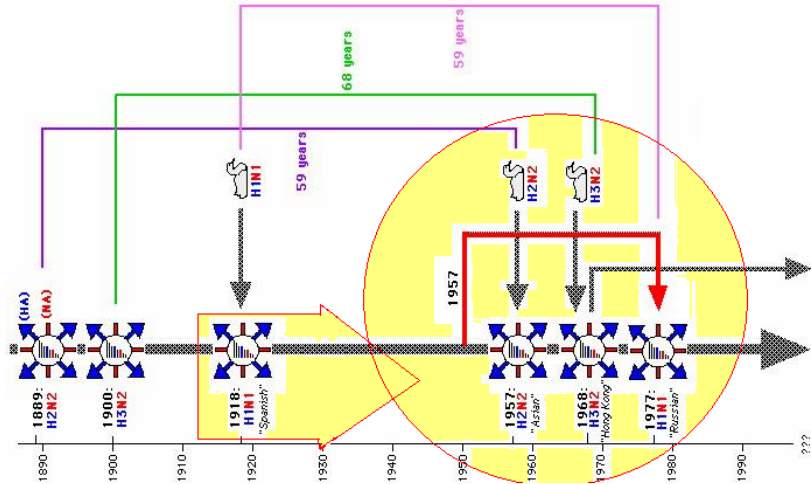 59 years
68 years
59 years
H1N1
H2N2
H3N2
1957
(HA)
(NA)
1889:
H2N2
1900:
H3N2
1918:
H1N1
"Spanish"
1957:
H2N2
"Asian"
1968:
H3N2
"Hong Kong"
1977:
H1N1
"Russian"
1890
1900
1910
1920
1930
1940
1950
1960
1970
1980
1990
???